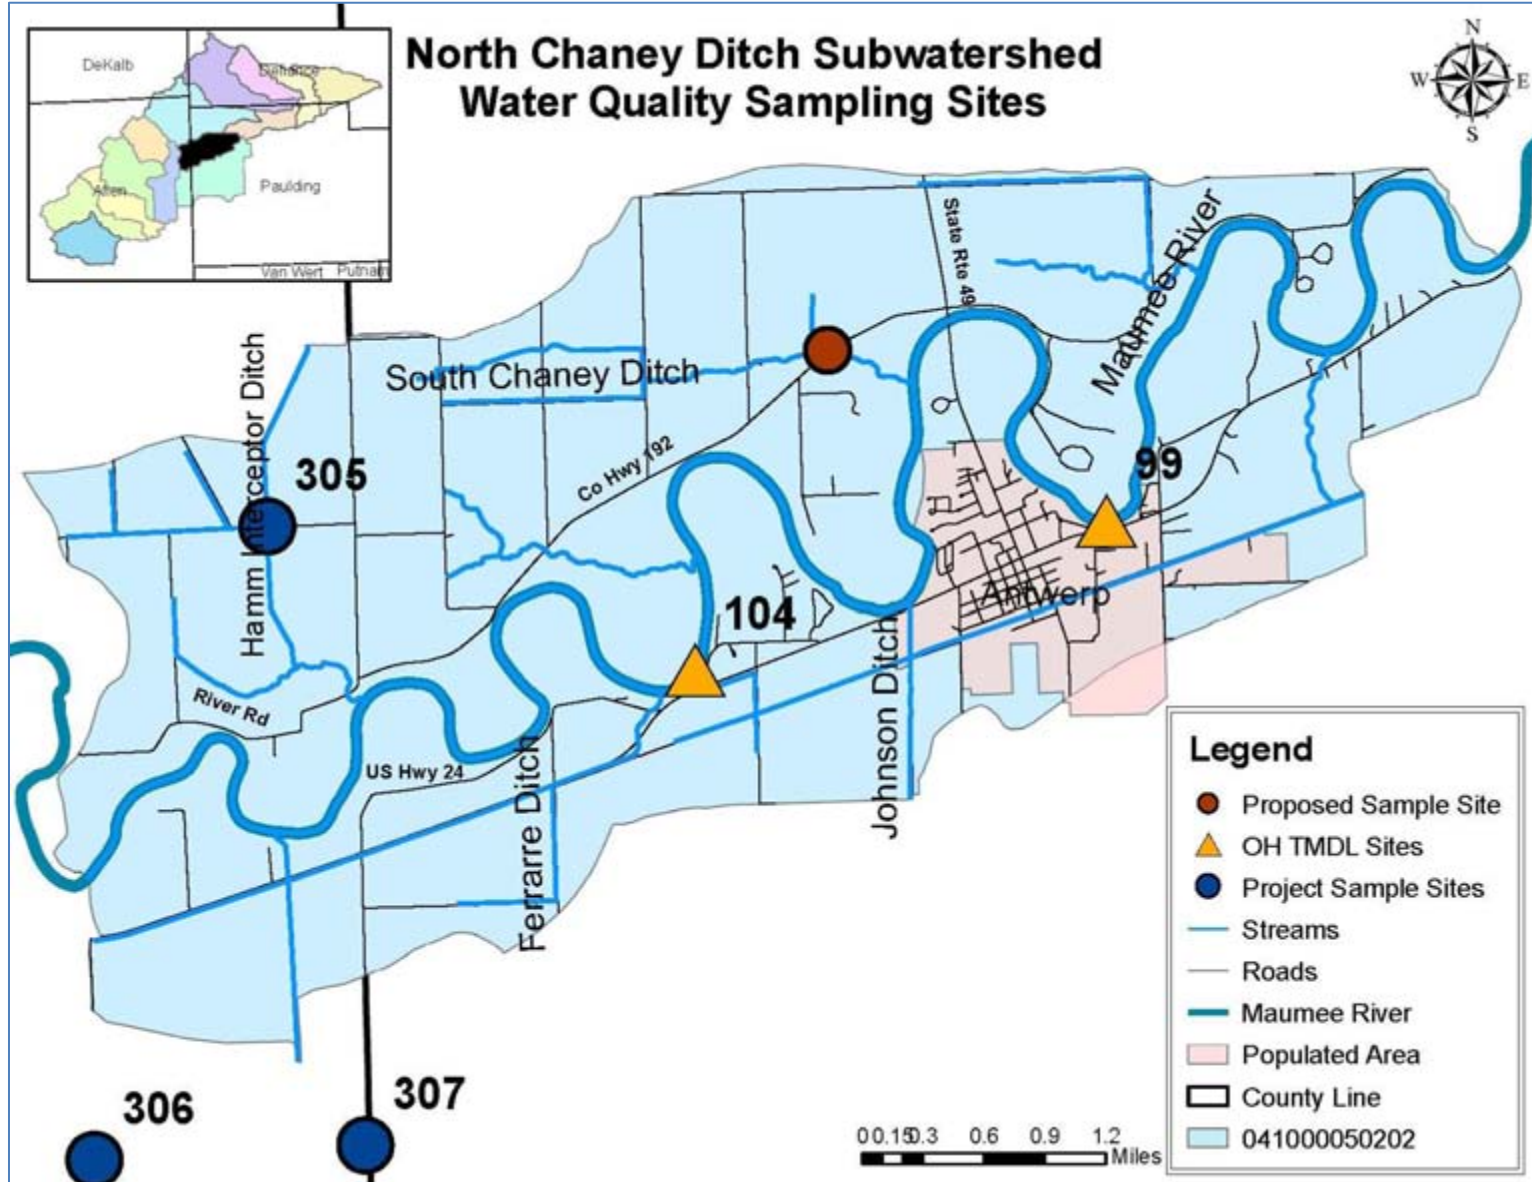 North Chaney Ditch Subwatershed
Water Quality Sampling Sites
N
W E
S
DeKalb
Defiance
Allen
Paulding
Van Wert Putnam
State Rte 49
Maumee River
South Chaney Ditch
Hamm Interceptor Ditch
305
Co Hwy 192
99
104
Antwerp
River Rd
US Hwy 24
Ferrarre Ditch
Johnson Ditch
306
307
Legend
Proposed Sample Site
OH TMDL Sites
Project Sample Sites
Streams
Roads
Maumee River
Populated Area
County Line
041000050202
0 0.15 0.3 0.6 0.9 1.2
Miles